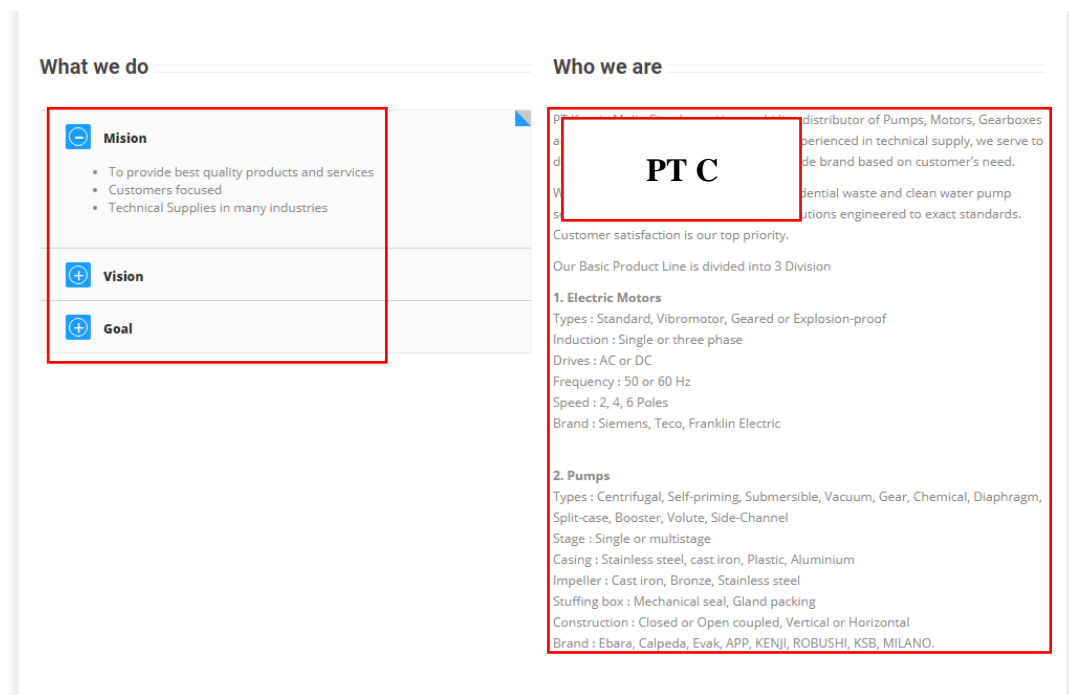 What we do
Mision
To provide best quality products and services
Customers focused
Technical Supplies in many industries
Vision
Goal
Who we are
distributor of Pumps, Motors, Gearboxes
perienced in technical supply, we serve to
de brand based on customer's need.
PT C
dential waste and clean water pump
utions engineered to exact standards.
Customer satisfaction is our top priority.
Our Basic Product Line is divided into 3 Division
1. Electric Motors
Types : Standard, Vibromotor, Geared or Explosion-proof
Induction : Single or three phase
Drives : AC or DC
Frequency : 50 or 60 Hz
Speed : 2, 4, 6 Poles
Brand : Siemens, Teco, Franklin Electric
2. Pumps
Types : Centrifugal, Self-priming, Submersible, Vacuum, Gear, Chemical, Diaphragm,
Split-case, Booster, Volute, Side-Channel
Stage : Single or multistage
Casing : Stainless steel, cast iron, Plastic, Aluminium
Impeller : Cast iron, Bronze, Stainless steel
Stuffing box : Mechanical seal, Gland packing
Construction : Closed or Open coupled, Vertical or Horizontal
Brand : Ebara, Calpeda, Evak, APP, KENJI, ROBUSHI, KSB, MILANO.